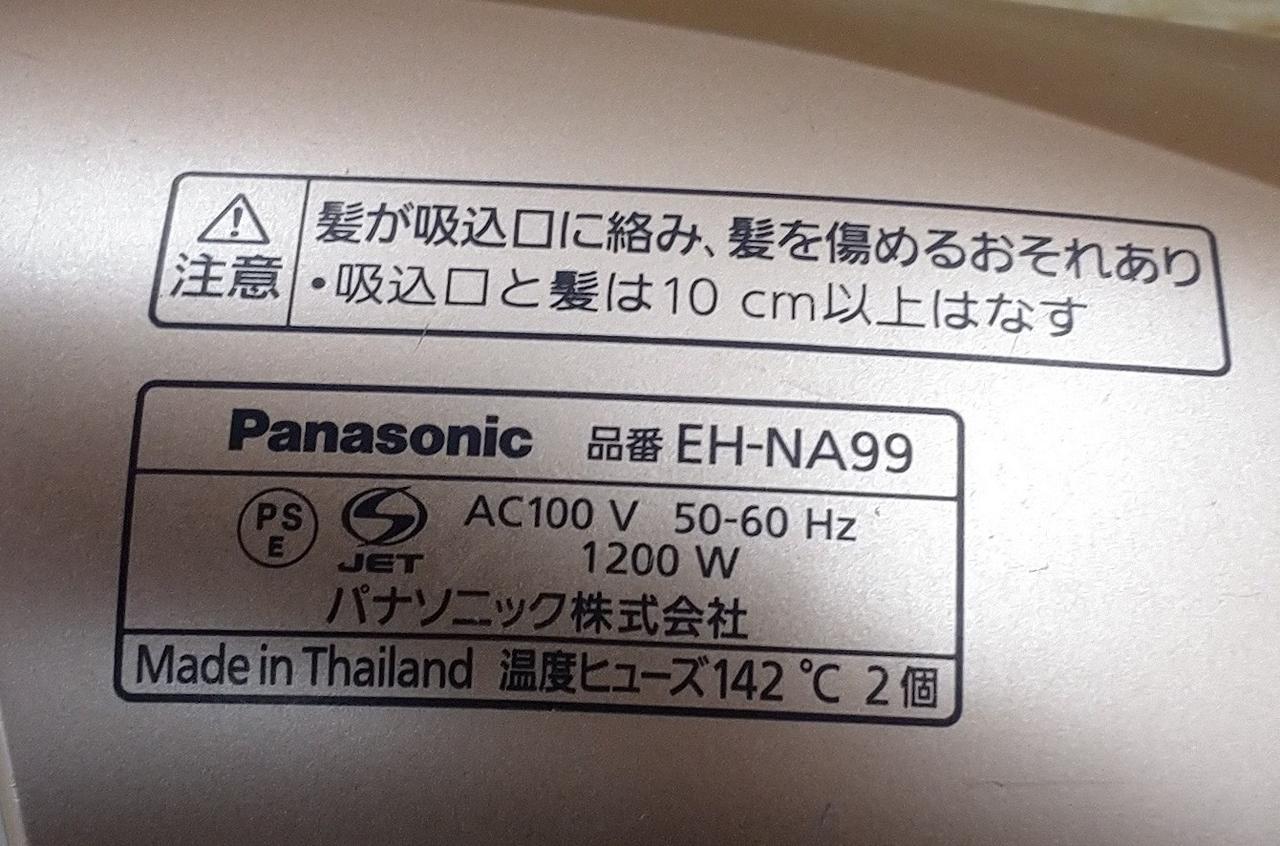 注意
髪が吸込口に絡み、髪を傷めるおそれあり
・吸込口と髪は10 cm以上はなす
Panasonic 品番 EH-NA99
PS E JET AC100 V 50-60 Hz
1200 W
パナソニック株式会社
Made in Thailand 温度ヒューズ142 ℃ 2個